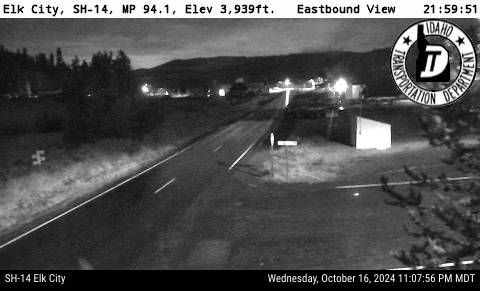 Elk City, SH-14, MP 94.1, Elev 3,939ft. Eastbound View 21:59:51
IDAHO
TRANSPORTATION DEPARTMENT
SH-14 Elk City Wednesday, October 16, 2024 11:07:56 PM MDT